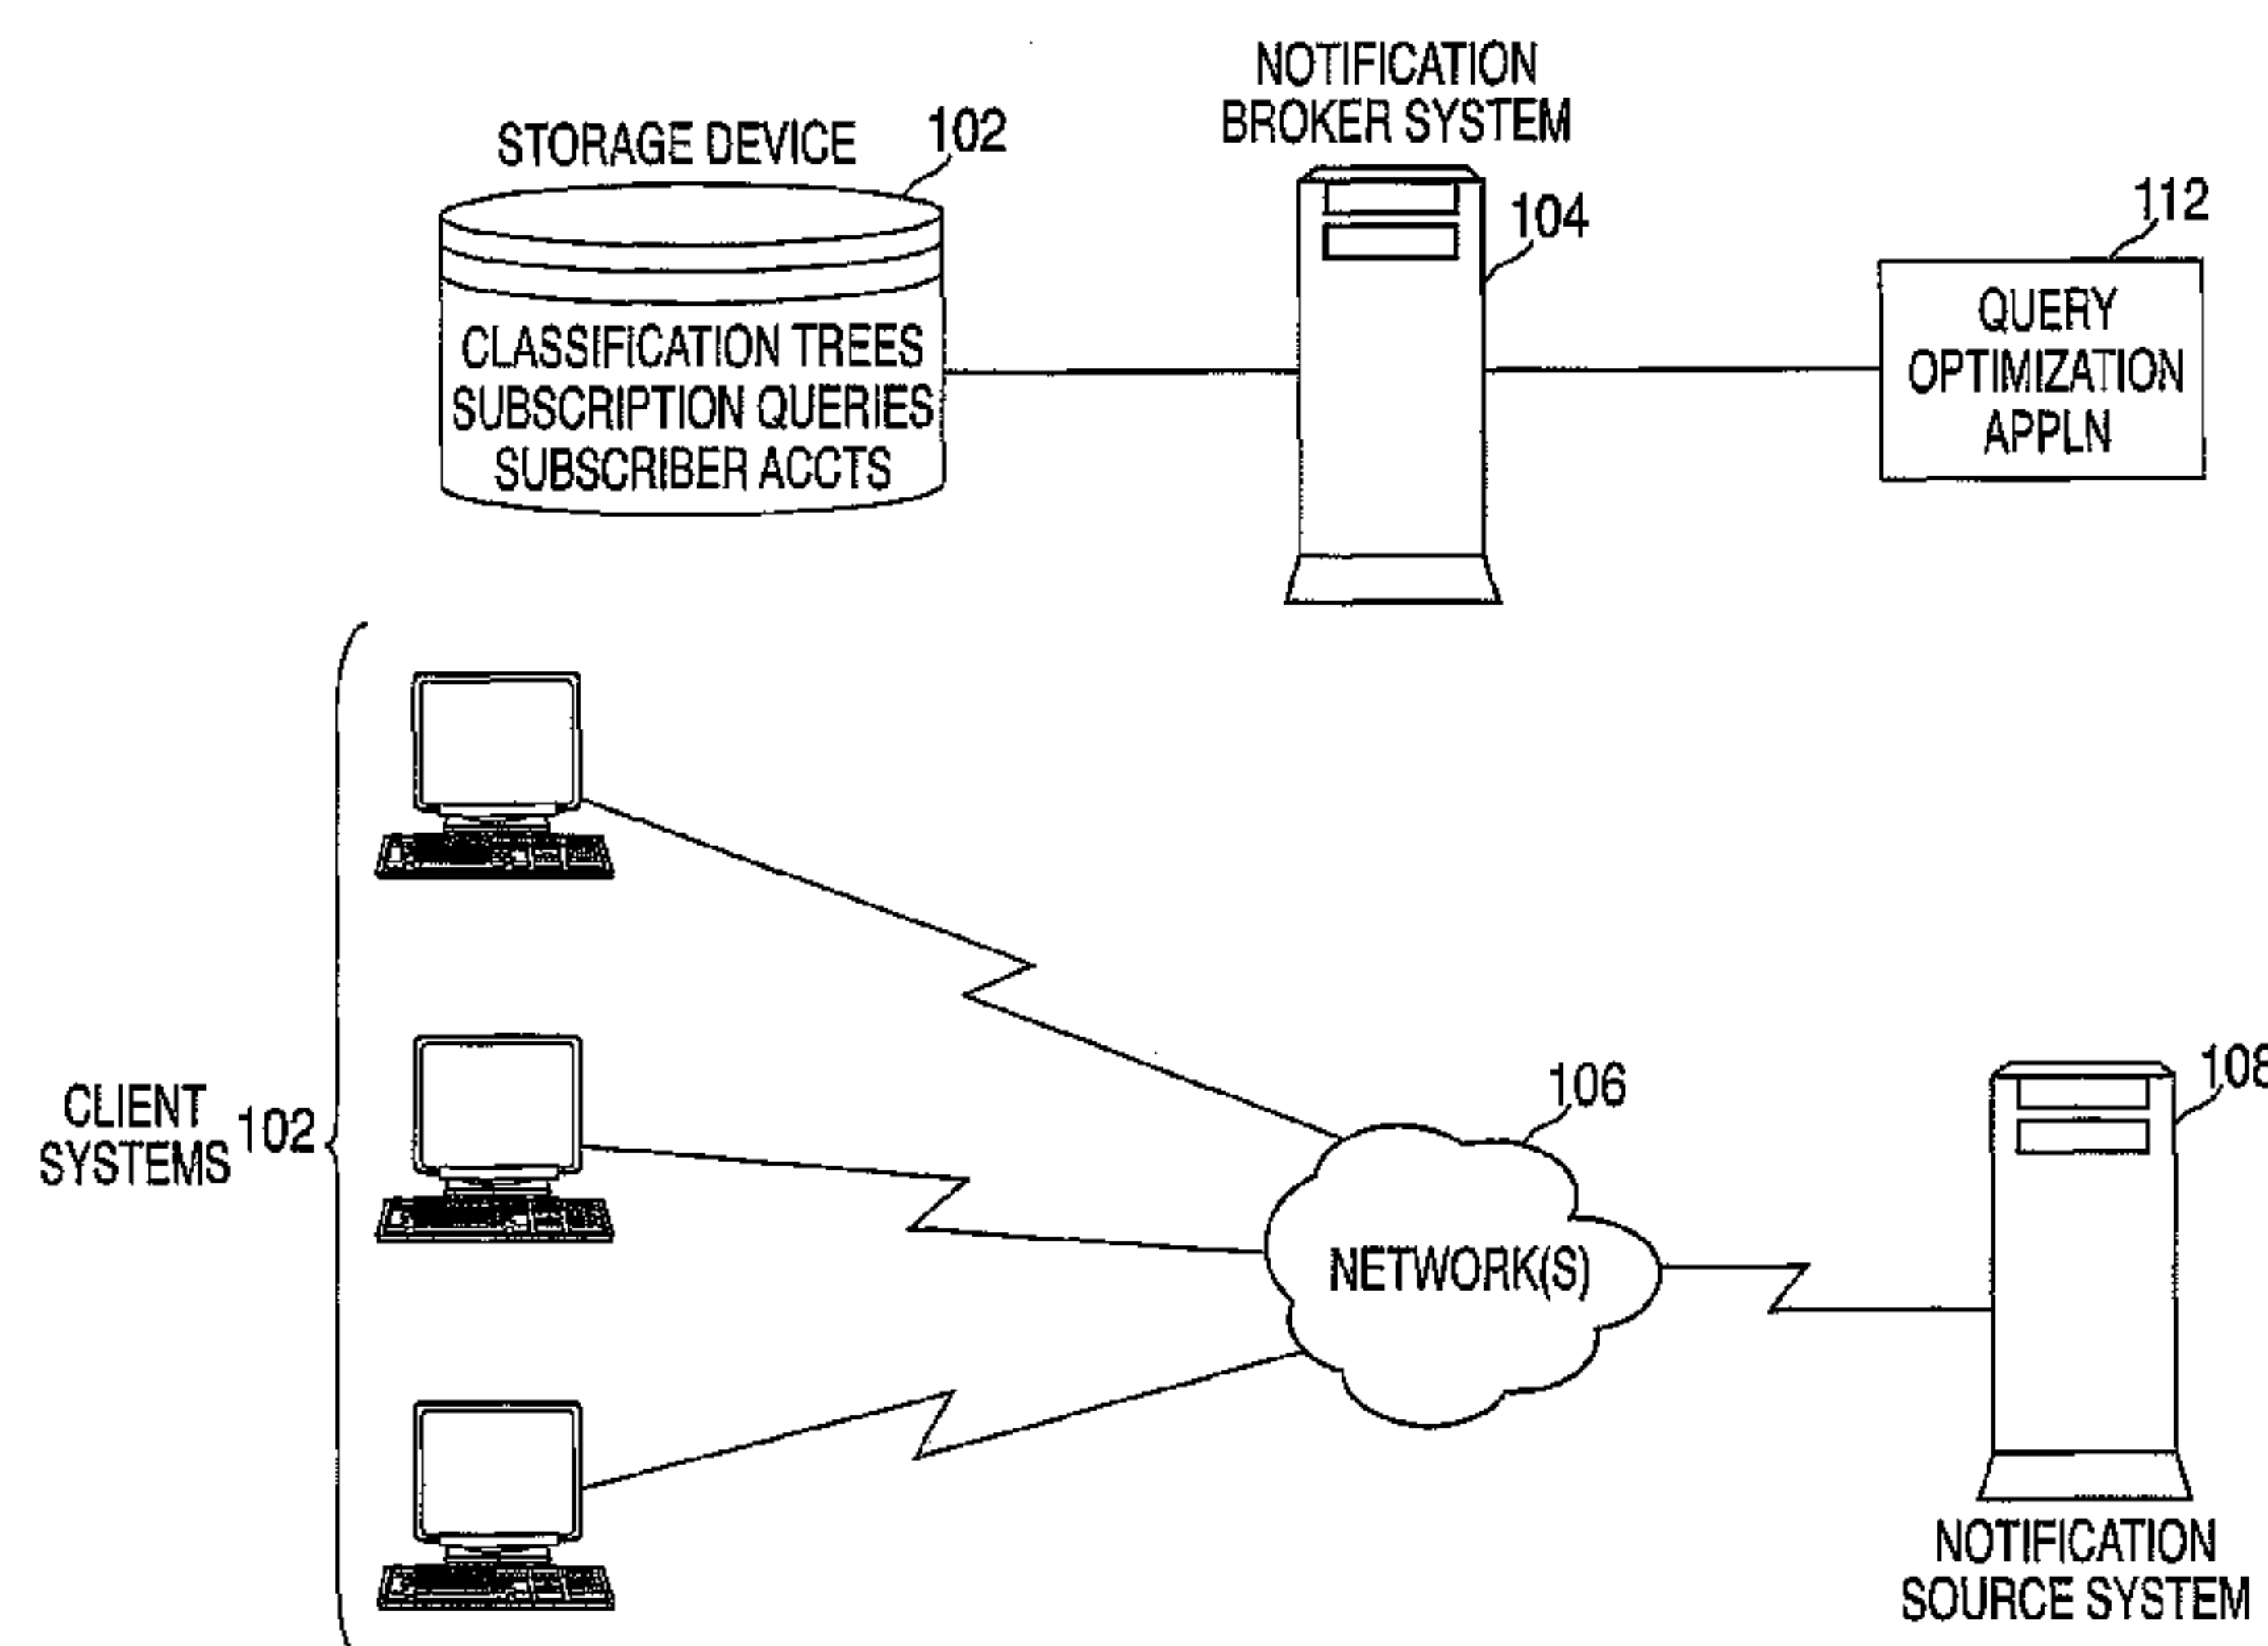 NOTIFICATION
BROKER SYSTEM
STORAGE DEVICE
102
104
112
CLASSIFICATION TREES
SUBSCRIPTION QUERIES
SUBSCRIBER ACCTS
QUERY
OPTIMIZATION
APPLN
CLIENT
SYSTEMS
102
106
108
NETWORK(S)
NOTIFICATION
SOURCE SYSTEM